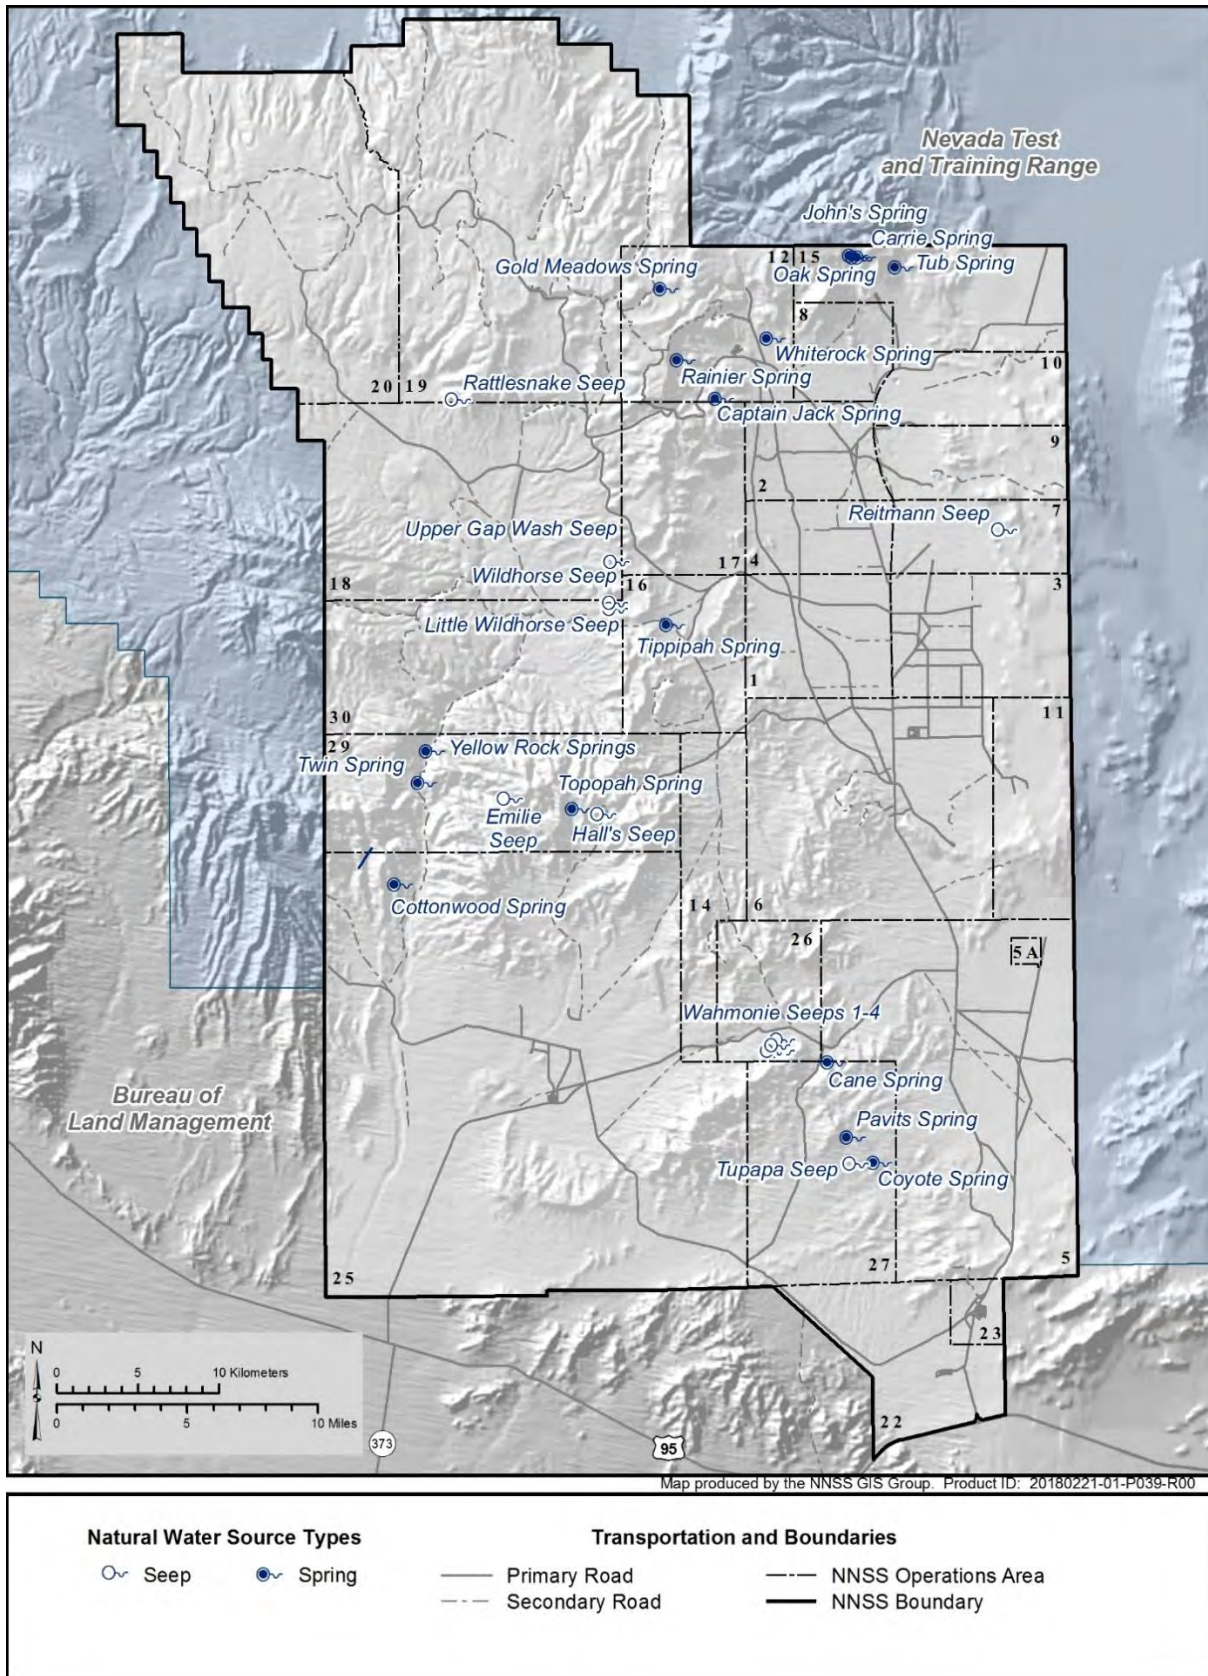 Nevada Test
and Training Range
John's Spring
Carrie Spring
12
15
Oak Spring
Tub Spring
Gold Meadows Spring
8
Whiterock Spring
10
Rainier Spring
20
19
Rattlesnake Seep
Captain Jack Spring
9
2
7
Reitmann Seep
Upper Gap Wash Seep
17
4
Wildhorse Seep
18
16
3
Little Wildhorse Seep
Tippipah Spring
1
30
11
29
Yellow Rock Springs
Twin Spring
Topopah Spring
Emilie
Seep
Hall's Seep
14
6
Cottonwood Spring
26
5A
Wahmonie Seeps 1-4
Cane Spring
Bureau of
Land Management
Pavits Spring
Tupapa Seep
Coyote Spring
25
27
5
23
N
0
5
10 Kilometers
0
5
10 Miles
373
95
22
Map produced by the NNSS GIS Group. Product ID: 20180221-01-P039-R00
Natural Water Source Types
Seep
Spring
Transportation and Boundaries
Primary Road
Secondary Road
NNSS Operations Area
NNSS Boundary